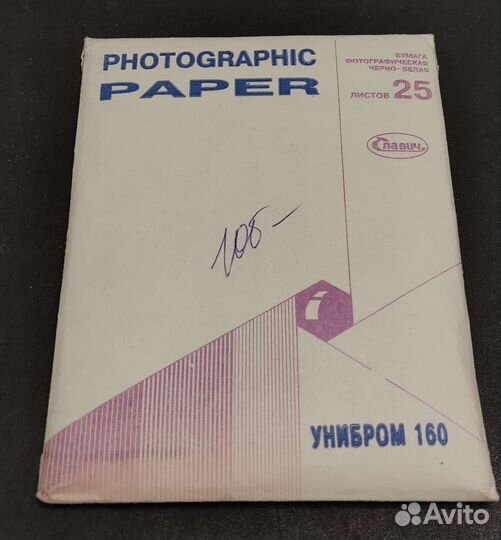 PHOTOGRAPHIC
PAPER
БУМАГА
ФОТОГРАФИЧЕСКАЯ
ЧЕРНО-БЕЛАЯ
ЛИСТОВ 25
Славич
108-
i
УНИБРОМ 160
Avito